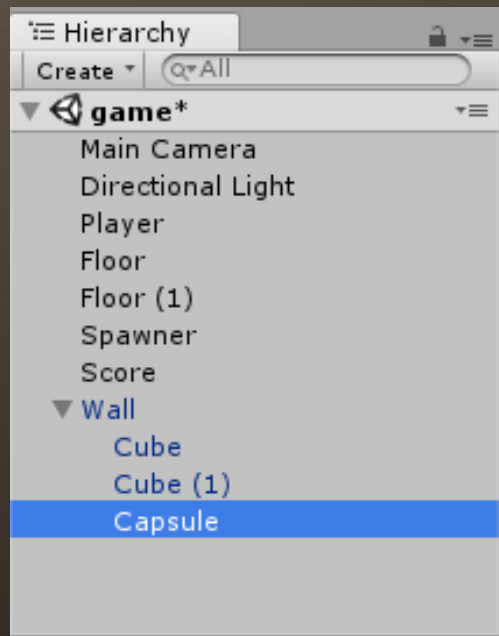 Hierarchy
Create All
game*
Main Camera
Directional Light
Player
Floor
Floor (1)
Spawner
Score
Wall
Cube
Cube (1)
Capsule